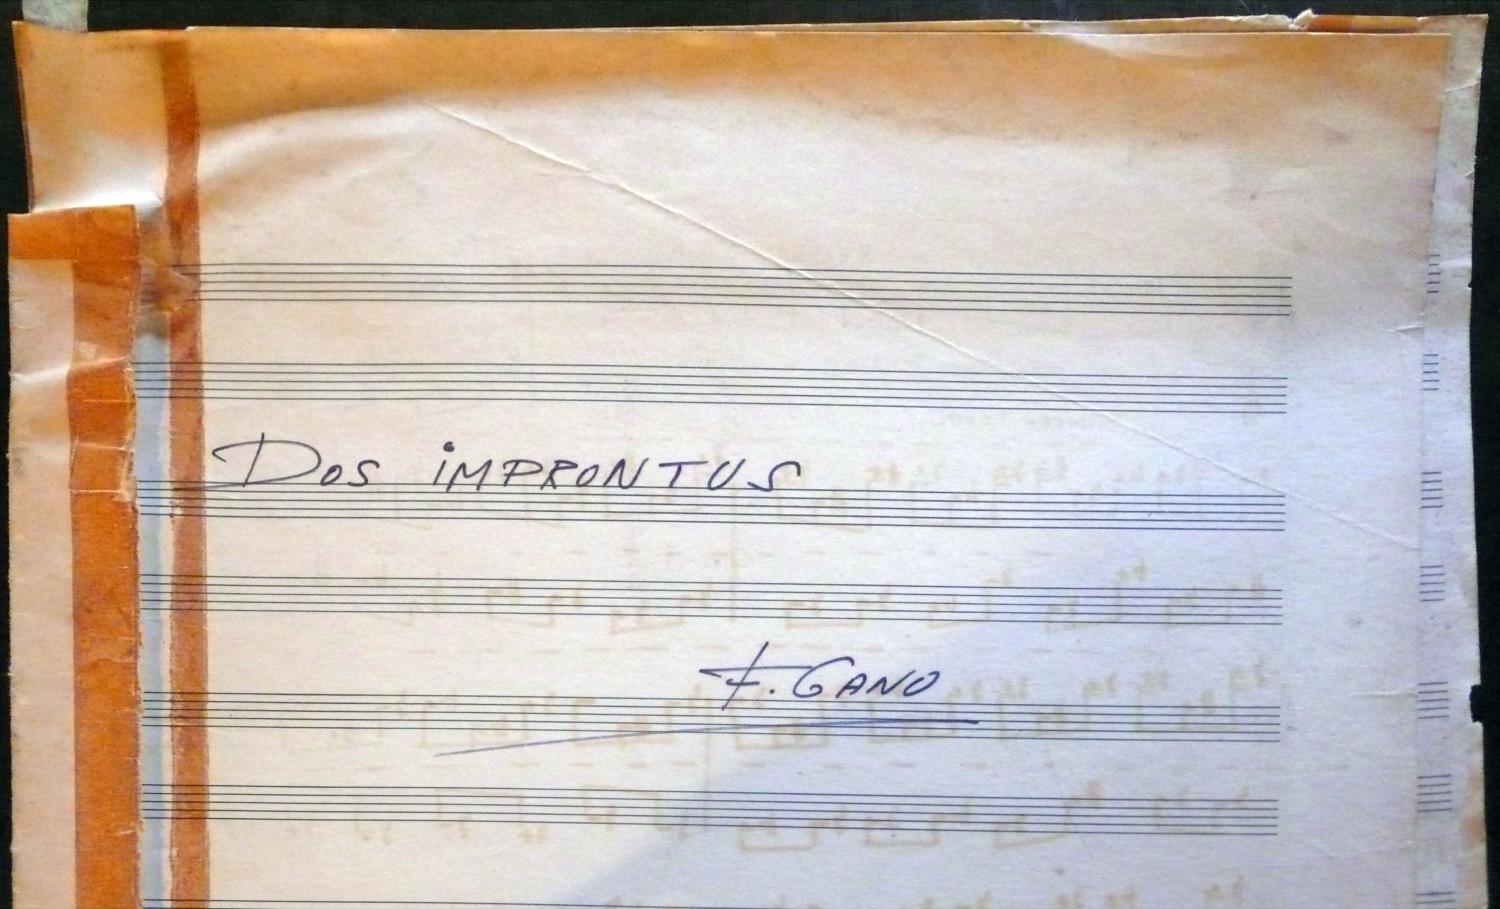 Dos iMPRONTUS
F. GANO